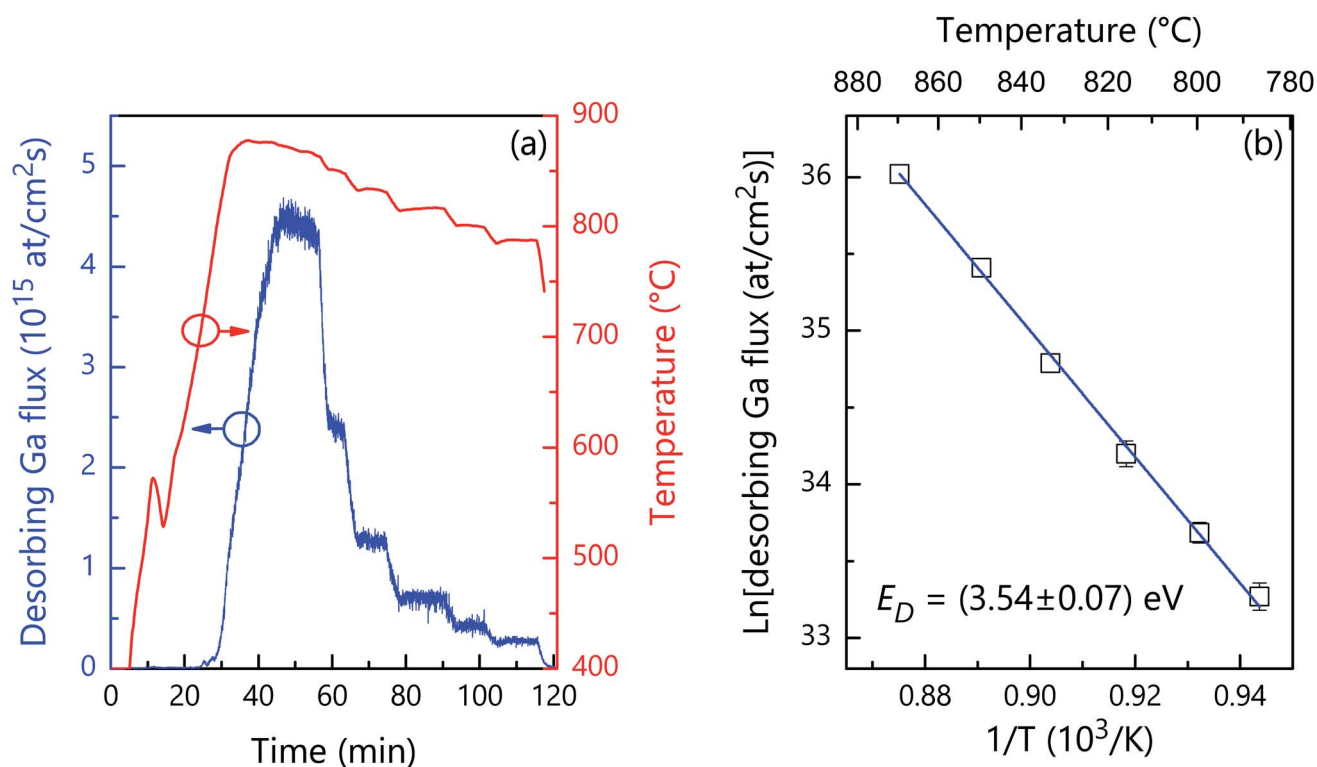 (a)
Desorbing Ga flux (10¹⁵ at/cm²s)
5
4
3
2
1
0
900
800
700
600
500
400
Temperature (°C)
0 20 40 60 80 100 120
Time (min)
Temperature (°C)
880 860 840 820 800 780
(b)
Ln[desorbing Ga flux (at/cm²s)]
36
35
34
33
E_D = (3.54±0.07) eV
0.88 0.90 0.92 0.94
1/T (10³/K)